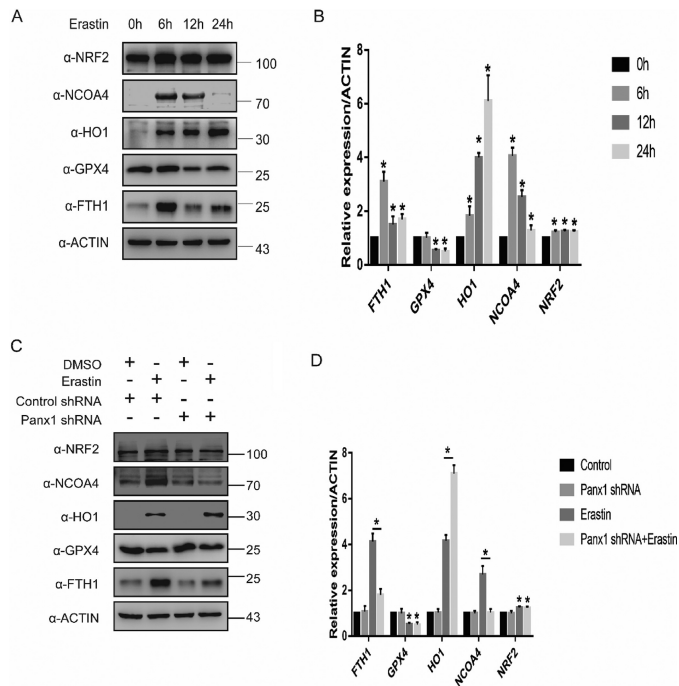 A
Erastin 0h 6h 12h 24h
α-NRF2 100
α-NCOA4 70
α-HO1 30
α-GPX4 25
α-FTH1 25
α-ACTIN 43
B
Relative expression/ACTIN
8
6
4
2
0
* * * * * * * * * * * * * *
FTH1 GPX4 HO1 NCOA4 NRF2
0h
6h
12h
24h
C
DMSO + - + -
Erastin - + - +
Control shRNA + + - -
Panx1 shRNA - - + +
α-NRF2 100
α-NCOA4 70
α-HO1 30
α-GPX4 25
α-FTH1 25
α-ACTIN 43
D
Relative expression/ACTIN
8
6
4
2
0
* * * * * * *
FTH1 GPX4 HO1 NCOA4 NRF2
Control
Panx1 shRNA
Erastin
Panx1 shRNA+Erastin